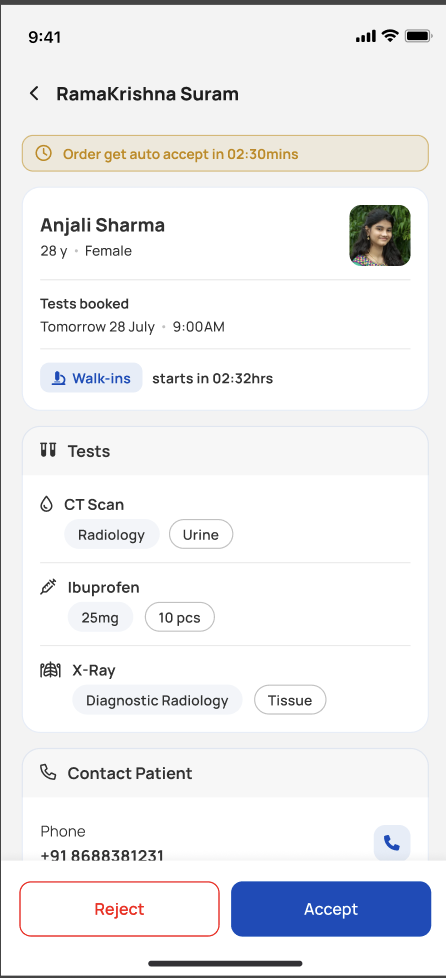 9:41
RamaKrishna Suram
Order get auto accept in 02:30mins
Anjali Sharma
28 y • Female
Tests booked
Tomorrow 28 July • 9:00AM
Walk-ins starts in 02:32hrs
Tests
CT Scan
Radiology Urine
Ibuprofen
25mg 10 pcs
X-Ray
Diagnostic Radiology Tissue
Contact Patient
Phone
+91 8688381231
Reject Accept